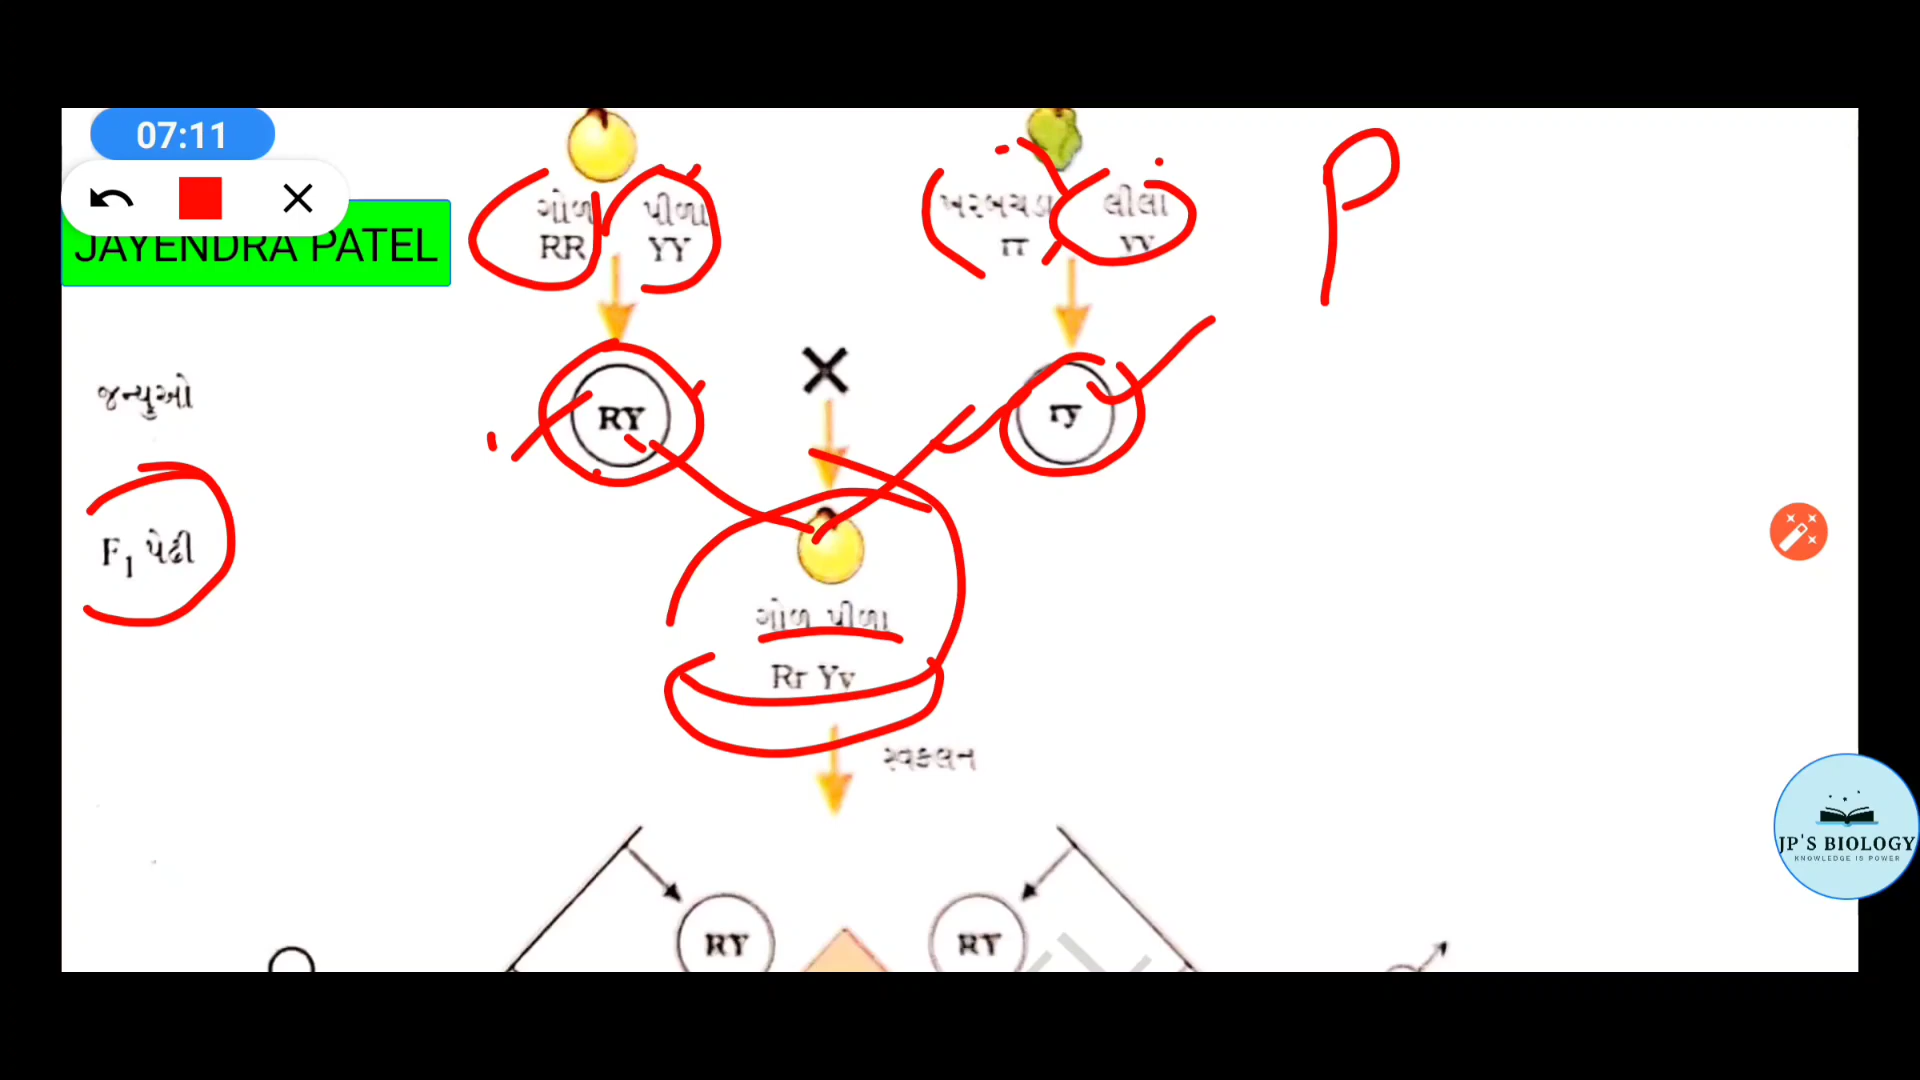 07:11
JAYENDRA PATEL
ગોળ પીળા
RR YY
ખરબચડા લીલા
rr yy
P
જન્યુઓ
RY
ry
F1 પેઢી
ગોળ પીળા
Rr Yy
સ્વફલન
RY RY
JP'S BIOLOGY
KNOWLEDGE IS POWER